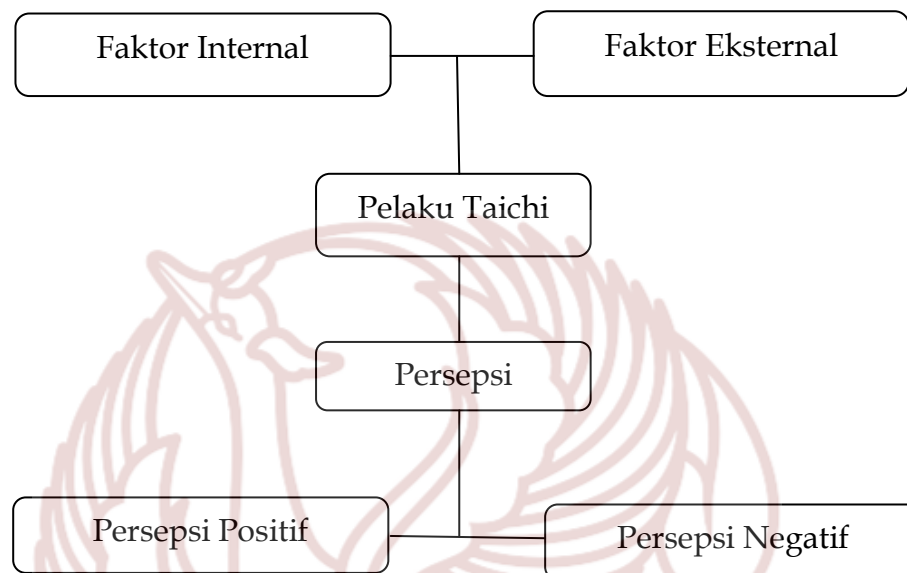 Faktor Internal
Faktor Eksternal
Pelaku Taichi
Persepsi
Persepsi Positif
Persepsi Negatif